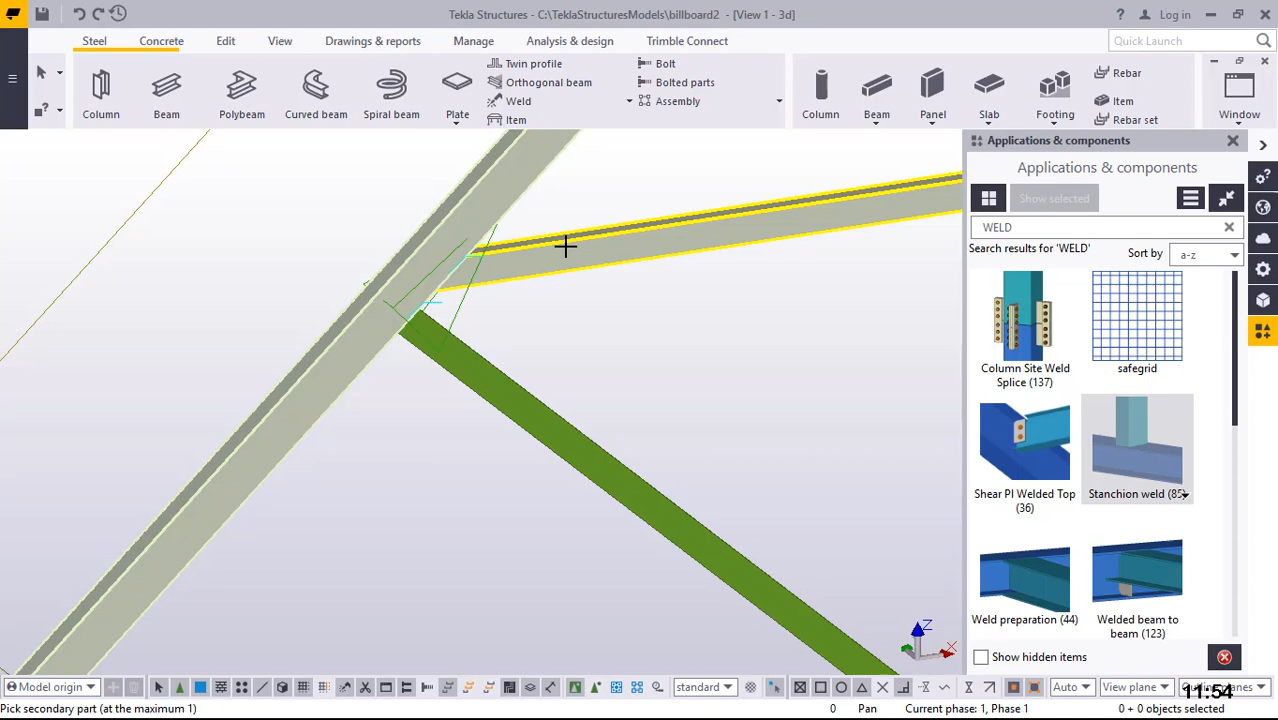 Tekla Structures - C:\TeklaStructuresModels\billboard2 - [View 1 - 3d]
Log in
Steel Concrete Edit View Drawings & reports Manage Analysis & design Trimble Connect
Quick Launch
Twin profile
Bolt
Rebar
Orthogonal beam
Bolted parts
Weld
Assembly
Item
Item
Rebar set
Column Beam Polybeam Curved beam Spiral beam Plate Column Beam Panel Slab Footing Window
Applications & components
Applications & components
Show selected
WELD
Search results for 'WELD'
Sort by
a-z
Column Site Weld
Splice (137)
safegrid
Shear Pl Welded Top
(36)
Stanchion weld (85)
Weld preparation (44)
Welded beam to
beam (123)
Show hidden items
Z
X
Model origin
standard
Auto
View plane
Outline planes
11:54
Pick secondary part (at the maximum 1)
0
Pan
Current phase: 1, Phase 1
0 + 0 objects selected